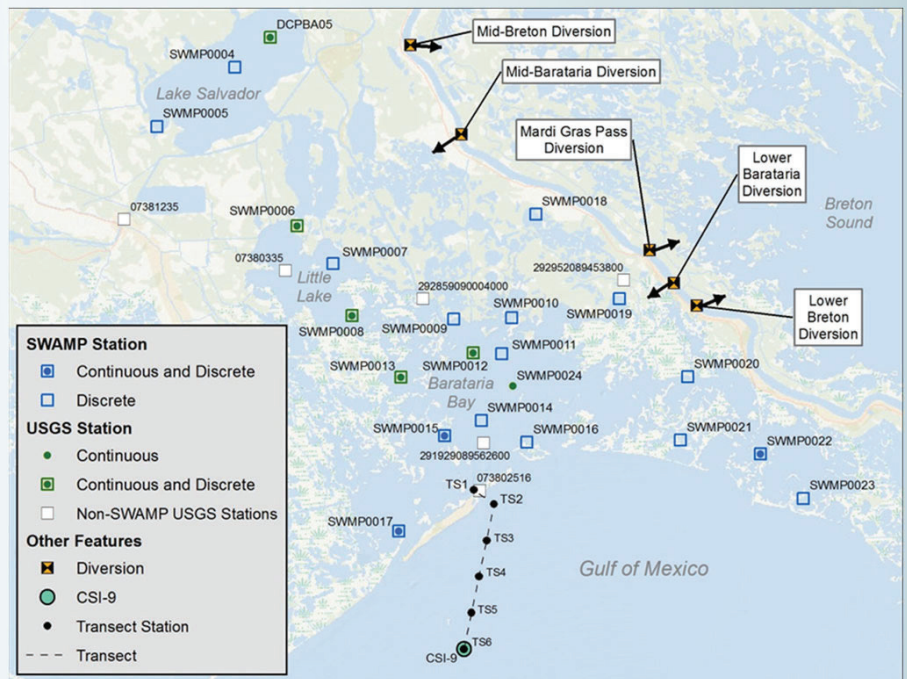 DCPBA05
SWMP0004
Lake Salvador
SWMP0005
Mid-Breton Diversion
Mid-Barataria Diversion
Mardi Gras Pass
Diversion
Lower
Barataria
Diversion
Breton
Sound
07381235
SWMP0006
SWMP0018
07380335
SWMP0007
Little
Lake
292859090004000
292952089453800
SWMP0019
Lower
Breton
Diversion
SWMP0008
SWMP0009
SWMP0010
SWMP0011
SWMP0012
SWMP0013
Barataria
Bay
SWMP0024
SWMP0020
SWMP0014
SWMP0015
SWMP0016
291929089562600
SWMP0021
SWMP0022
SWMP0023
073802516
TS1
TS2
SWMP0017
TS3
TS4
Gulf of Mexico
TS5
TS6
CSI-9
SWAMP Station
Continuous and Discrete
Discrete
USGS Station
Continuous
Continuous and Discrete
Non-SWAMP USGS Stations
Other Features
Diversion
CSI-9
Transect Station
Transect